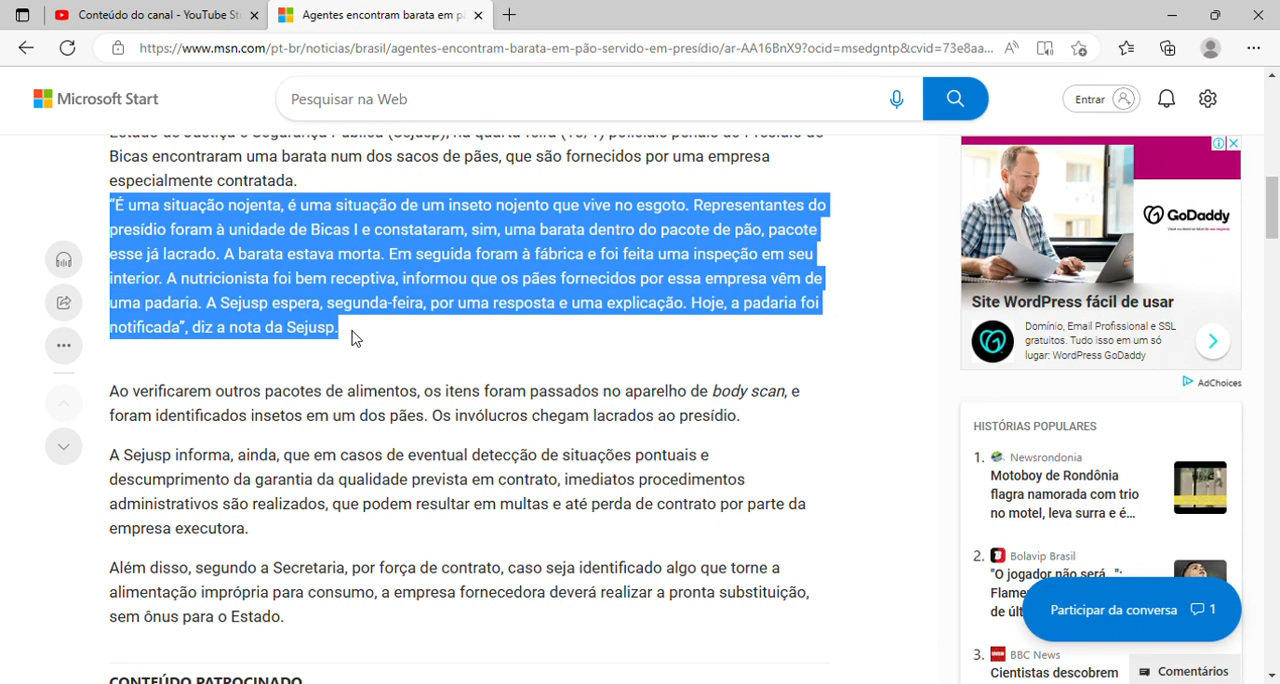 Conteúdo do canal - YouTube St
Agentes encontram barata em p
https://www.msn.com/pt-br/noticias/brasil/agentes-encontram-barata-em-pão-servido-em-presídio/ar-AA16BnX9?ocid=msedgntp&cvid=73e8aa...
Microsoft Start
Pesquisar na Web
Entrar
Estado de Justiça e Segurança Pública (Sejusp), na quarta-feira policiais penais do Presídio de
Bicas encontraram uma barata num dos sacos de pães, que são fornecidos por uma empresa
especialmente contratada.
“É uma situação nojenta, é uma situação de um inseto nojento que vive no esgoto. Representantes do
presídio foram à unidade de Bicas I e constataram, sim, uma barata dentro do pacote de pão, pacote
esse já lacrado. A barata estava morta. Em seguida foram à fábrica e foi feita uma inspeção em seu
interior. A nutricionista foi bem receptiva, informou que os pães fornecidos por essa empresa vêm de
uma padaria. A Sejusp espera, segunda-feira, por uma resposta e uma explicação. Hoje, a padaria foi
notificada”, diz a nota da Sejusp.
Ao verificarem outros pacotes de alimentos, os itens foram passados no aparelho de body scan, e
foram identificados insetos em um dos pães. Os invólucros chegam lacrados ao presídio.
A Sejusp informa, ainda, que em casos de eventual detecção de situações pontuais e
descumprimento da garantia da qualidade prevista em contrato, imediatos procedimentos
administrativos são realizados, que podem resultar em multas e até perda de contrato por parte da
empresa executora.
Além disso, segundo a Secretaria, por força de contrato, caso seja identificado algo que torne a
alimentação imprópria para consumo, a empresa fornecedora deverá realizar a pronta substituição,
sem ônus para o Estado.
CONTEÚDO PATROCINADO
GoDaddy
Site WordPress fácil de usar
Domínio, Email Profissional e SSL
gratuitos. Tudo isso em um só
lugar: WordPress GoDaddy
AdChoices
HISTÓRIAS POPULARES
1. Newsrondonia
Motoboy de Rondônia
flagra namorada com trio
no motel, leva surra e é...
2. Bolavip Brasil
"O jogador não será...":
Flame
de últ
Participar da conversa 1
3. BBC News
Cientistas descobrem
Comentários